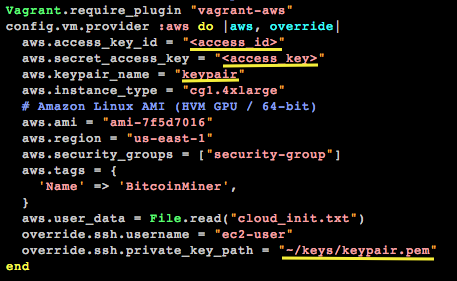 Vagrant.require_plugin "vagrant-aws"
config.vm.provider :aws do |aws, override|
aws.access_key_id = "<access_id>"
aws.secret_access_key = "<access_key>"
aws.keypair_name = "keypair"
aws.instance_type = "cg1.4xlarge"
# Amazon Linux AMI (HVM GPU / 64-bit)
aws.ami = "ami-7f5d7016"
aws.region = "us-east-1"
aws.security_groups = ["security-group"]
aws.tags = {
'Name' => 'BitcoinMiner',
}
aws.user_data = File.read("cloud_init.txt")
override.ssh.username = "ec2-user"
override.ssh.private_key_path = "~/keys/keypair.pem"
end